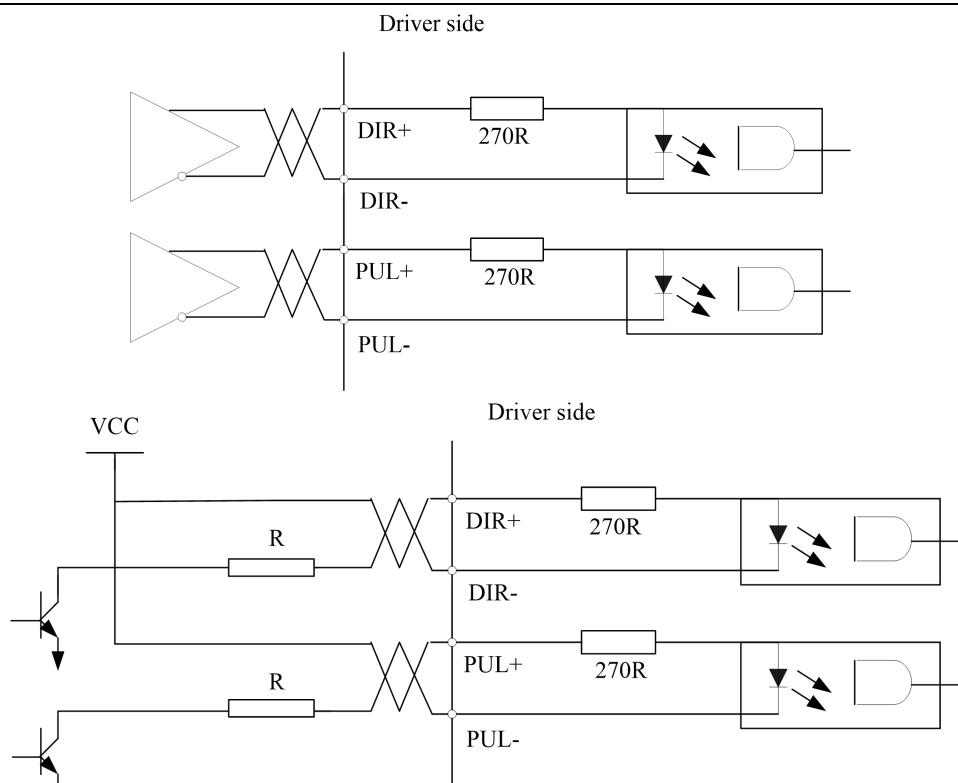 Driver side
DIR+
270R
DIR-
PUL+
270R
PUL-
Driver side
VCC
DIR+
270R
R
DIR-
PUL+
270R
R
PUL-